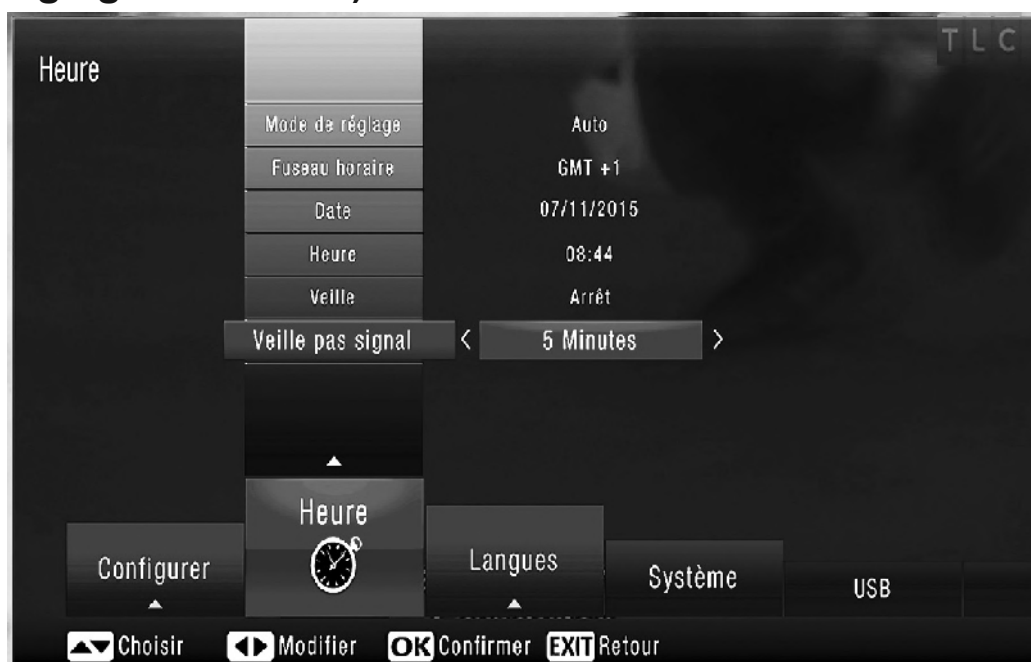 TLC
Heure
Mode de réglage Auto
Fuseau horaire GMT +1
Date 07/11/2015
Heure 08:44
Veille Arrêt
Veille pas signal < 5 Minutes >
Configurer Heure Langues Système USB
Choisir Modifier OK Confirmer EXIT Retour